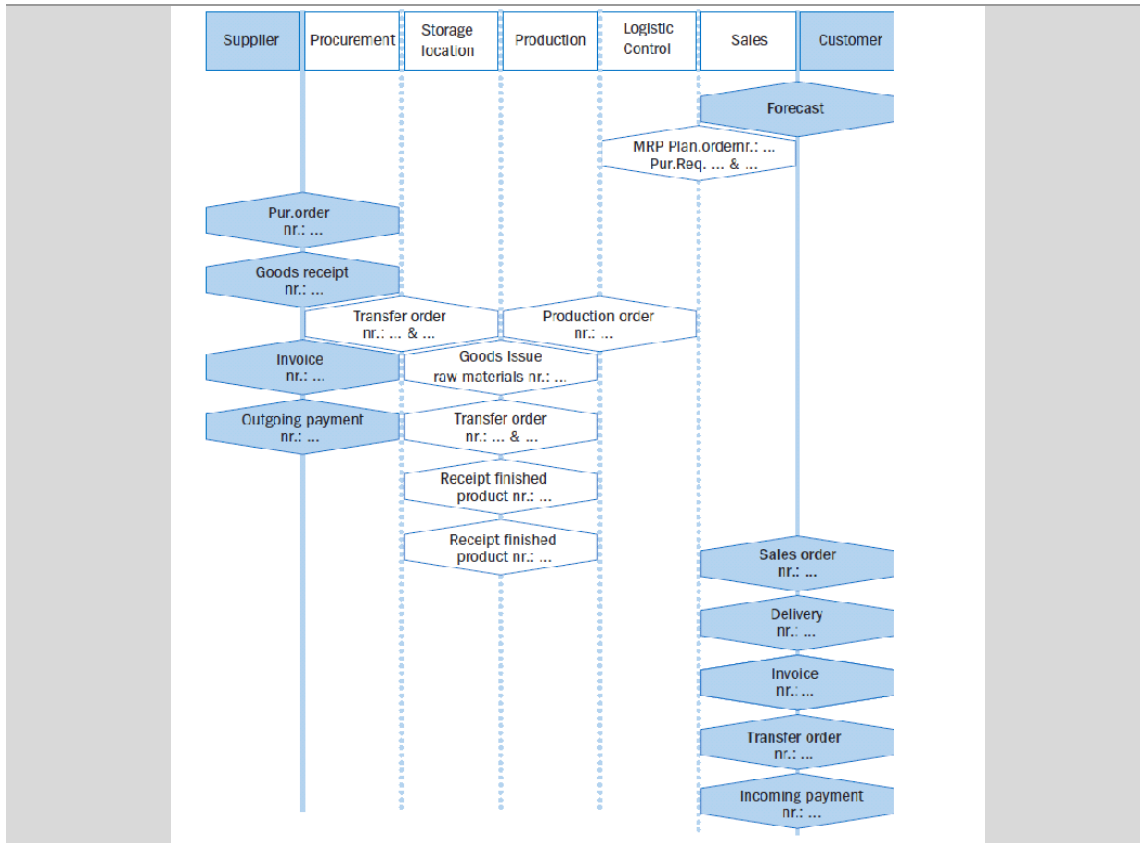 Supplier
Procurement
Storage
location
Production
Logistic
Control
Sales
Customer
Forecast
MRP Plan.ordernr.: ...
Pur.Req. ... & ...
Pur.order
nr.: ...
Goods receipt
nr.: ...
Transfer order
nr.: ... & ...
Production order
nr.: ...
Invoice
nr.: ...
Goods Issue
raw materials nr.: ...
Outgoing payment
nr.: ...
Transfer order
nr.: ... & ...
Receipt finished
product nr.: ...
Receipt finished
product nr.: ...
Sales order
nr.: ...
Delivery
nr.: ...
Invoice
nr.: ...
Transfer order
nr.: ...
Incoming payment
nr.: ...